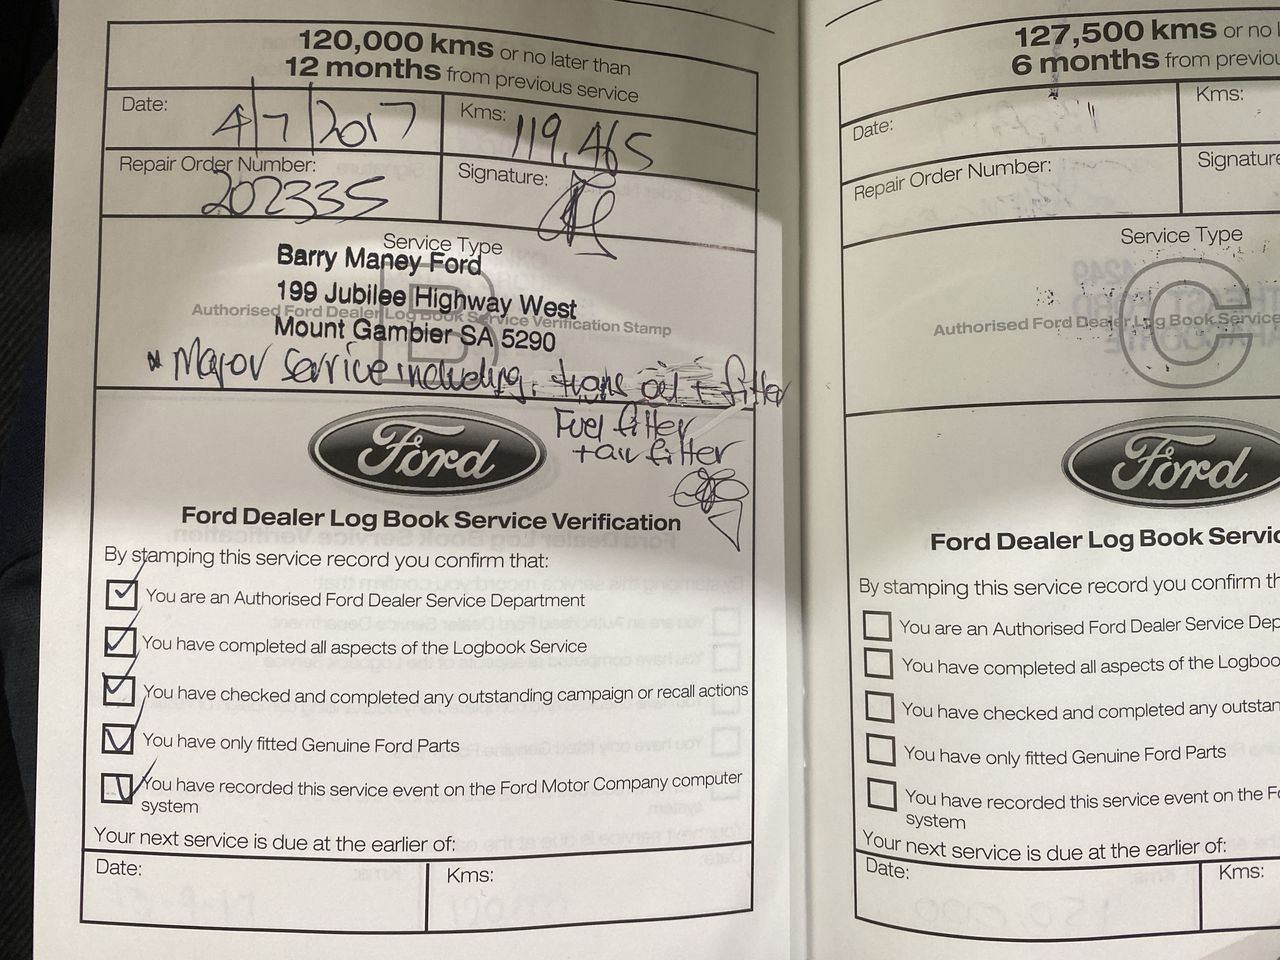 120,000 kms or no later than
12 months from previous service
Date: 4/7/2017
Kms: 119,465
Repair Order Number: 202335
Signature:
Service Type
B
Authorised Ford Dealer Log Book Service Verification Stamp
Barry Maney Ford
199 Jubilee Highway West
Mount Gambier SA 5290
* Major service including, trans oil + filter
Fuel filter
+ air filter
Ford
Ford Dealer Log Book Service Verification
By stamping this service record you confirm that:
You are an Authorised Ford Dealer Service Department
You have completed all aspects of the Logbook Service
You have checked and completed any outstanding campaign or recall actions
You have only fitted Genuine Ford Parts
You have recorded this service event on the Ford Motor Company computer
system
Your next service is due at the earlier of:
Date:
Kms:
127,500 kms or no
6 months from previou
Date:
Kms:
Repair Order Number:
Signature
Service Type
C
Authorised Ford Dealer Log Book Service
Ford
Ford Dealer Log Book Servic
By stamping this service record you confirm th
You are an Authorised Ford Dealer Service Dep
You have completed all aspects of the Logboo
You have checked and completed any outstan
You have only fitted Genuine Ford Parts
You have recorded this service event on the Fo
system
Your next service is due at the earlier of:
Date:
Kms: